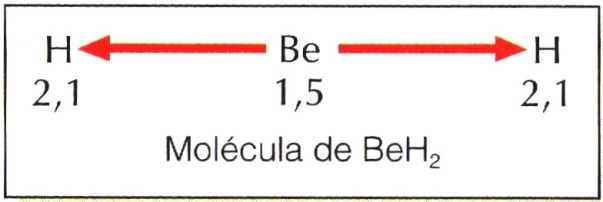 H Be H
2,1 1,5 2,1
Molécula de BeH₂